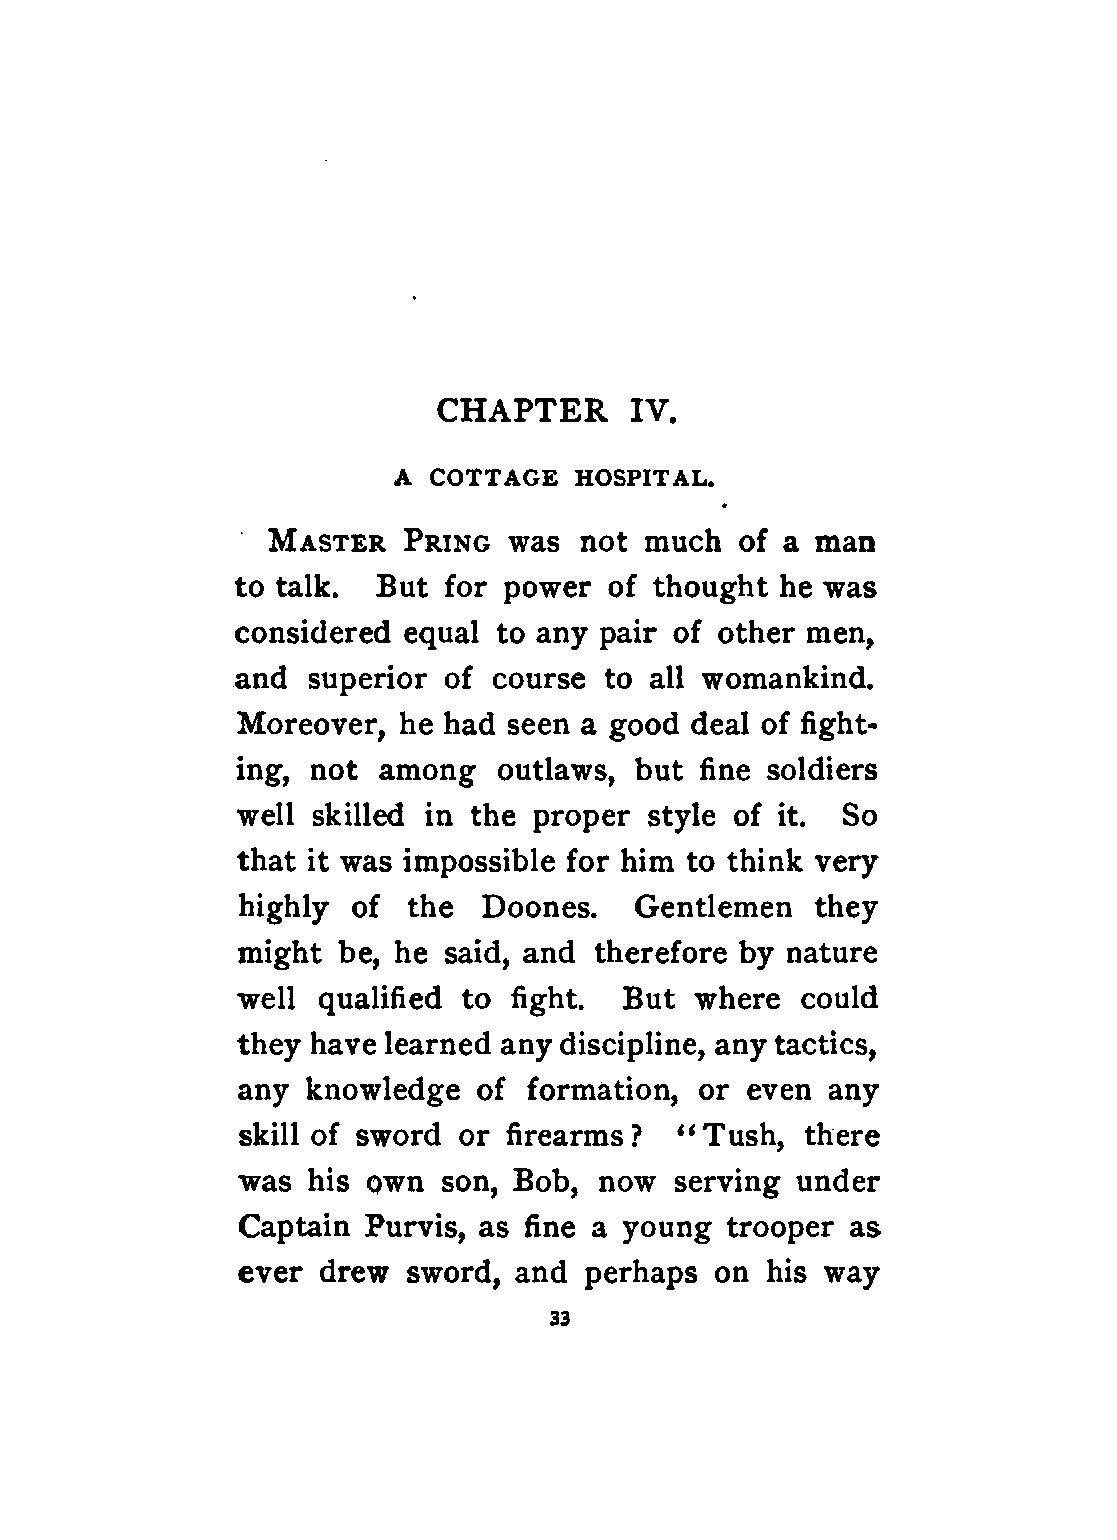 CHAPTER IV.
A COTTAGE HOSPITAL.
MASTER PRING was not much of a man
to talk. But for power of thought he was
considered equal to any pair of other men,
and superior of course to all womankind.
Moreover, he had seen a good deal of fight-
ing, not among outlaws, but fine soldiers
well skilled in the proper style of it. So
that it was impossible for him to think very
highly of the Doones. Gentlemen they
might be, he said, and therefore by nature
well qualified to fight. But where could
they have learned any discipline, any tactics,
any knowledge of formation, or even any
skill of sword or firearms? “Tush, there
was his own son, Bob, now serving under
Captain Purvis, as fine a young trooper as
ever drew sword, and perhaps on his way
33